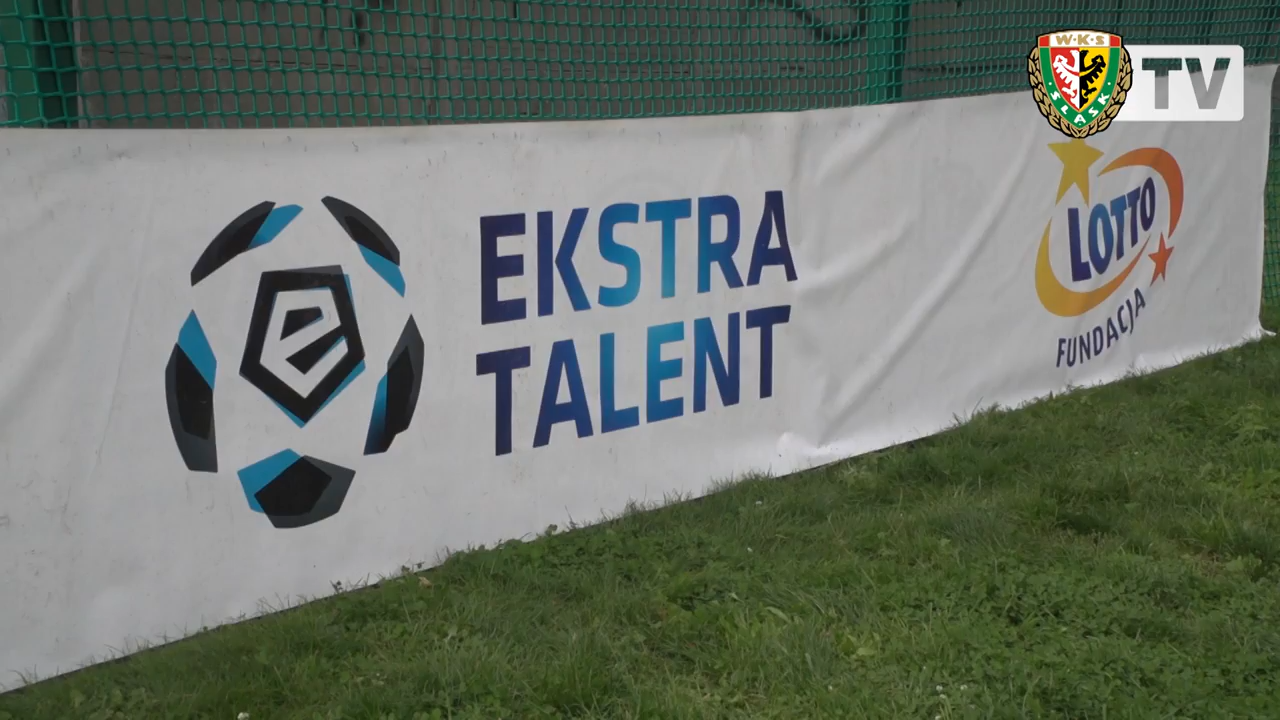 W·K·S
ŚLĄSK
TV
EKSTRA
TALENT
LOTTO
FUNDACJA